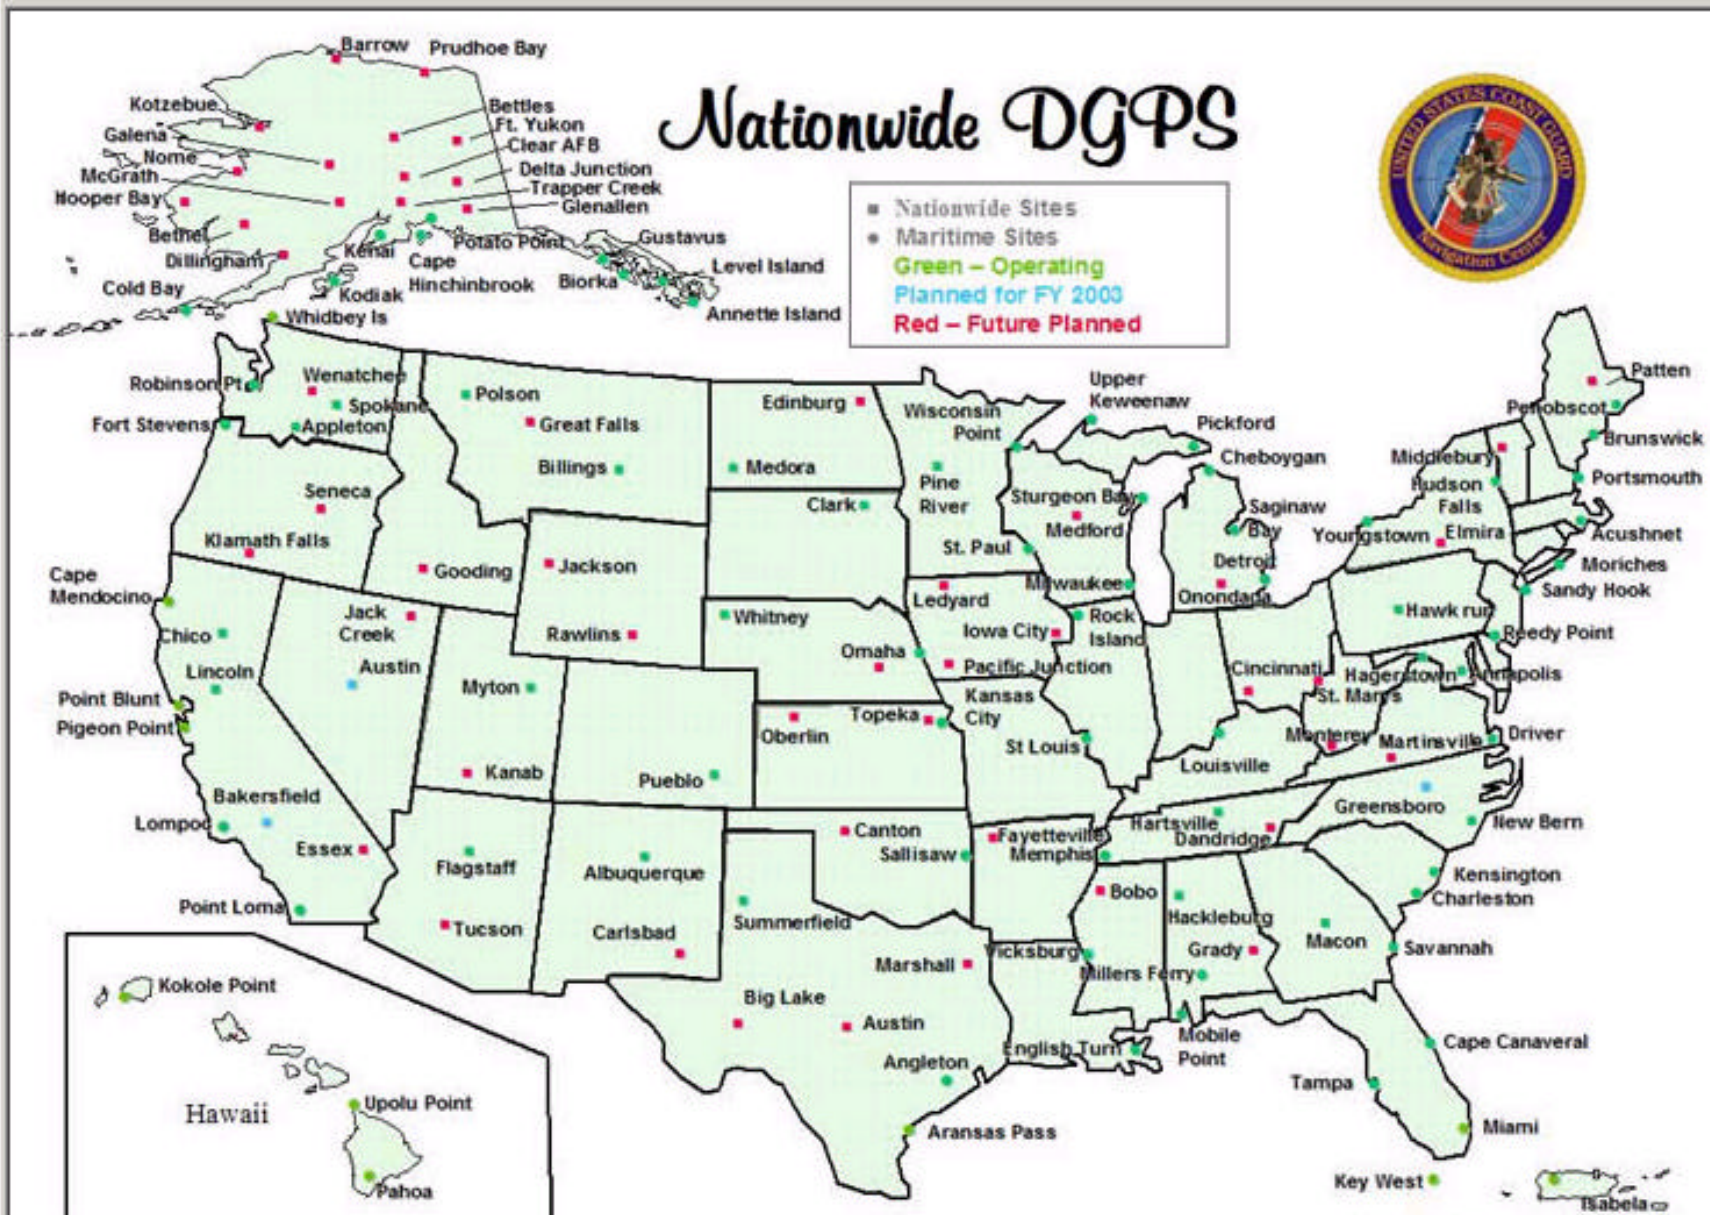 Nationwide DGPS
UNITED STATES COAST GUARD
Navigation Center
Nationwide Sites
Maritime Sites
Green – Operating
Planned for FY 2003
Red – Future Planned
Barrow
Prudhoe Bay
Kotzebue
Bettles
Galena
Ft. Yukon
Nome
Clear AFB
McGrath
Delta Junction
Hooper Bay
Trapper Creek
Glenallen
Bethel
Kenai
Potato Point
Gustavus
Dillingham
Cape
Hinchinbrook
Biorka
Level Island
Cold Bay
Kodiak
Annette Island
Whidbey Is
Robinson Pt
Wenatchee
Spokane
Fort Stevens
Appleton
Polson
Great Falls
Billings
Edinburg
Medora
Clark
Wisconsin
Point
Pine
River
St. Paul
Upper
Keweenaw
Pickford
Cheboygan
Sturgeon Bay
Medford
Saginaw
Bay
Milwaukee
Detroit
Onondada
Patten
Penobscot
Brunswick
Middlebury
Portsmouth
Hudson
Falls
Youngstown
Elmira
Acushnet
Moriches
Sandy Hook
Seneca
Klamath Falls
Gooding
Jackson
Cape
Mendocino
Chico
Jack
Creek
Rawlins
Whitney
Ledyard
Iowa City
Rock
Island
Hawk run
Reedy Point
Lincoln
Austin
Myton
Omaha
Pacific Junction
Cincinnati
St. Marys
Hagerstown
Annapolis
Point Blunt
Pigeon Point
Kanab
Pueblo
Oberlin
Topeka
Kansas
City
St Louis
Louisville
Monterey
Martinsville
Driver
Bakersfield
Lompoc
Essex
Point Loma
Flagstaff
Tucson
Albuquerque
Carlsbad
Canton
Sallisaw
Fayetteville
Memphis
Hartsville
Dandridge
Greensboro
New Bern
Summerfield
Bobo
Hackleburg
Kensington
Charleston
Marshall
Vicksburg
Grady
Macon
Savannah
Millers Ferry
Big Lake
Austin
Angleton
English Turn
Mobile
Point
Cape Canaveral
Tampa
Aransas Pass
Miami
Key West
Isabela
Kokole Point
Hawaii
Upolu Point
Pahoa